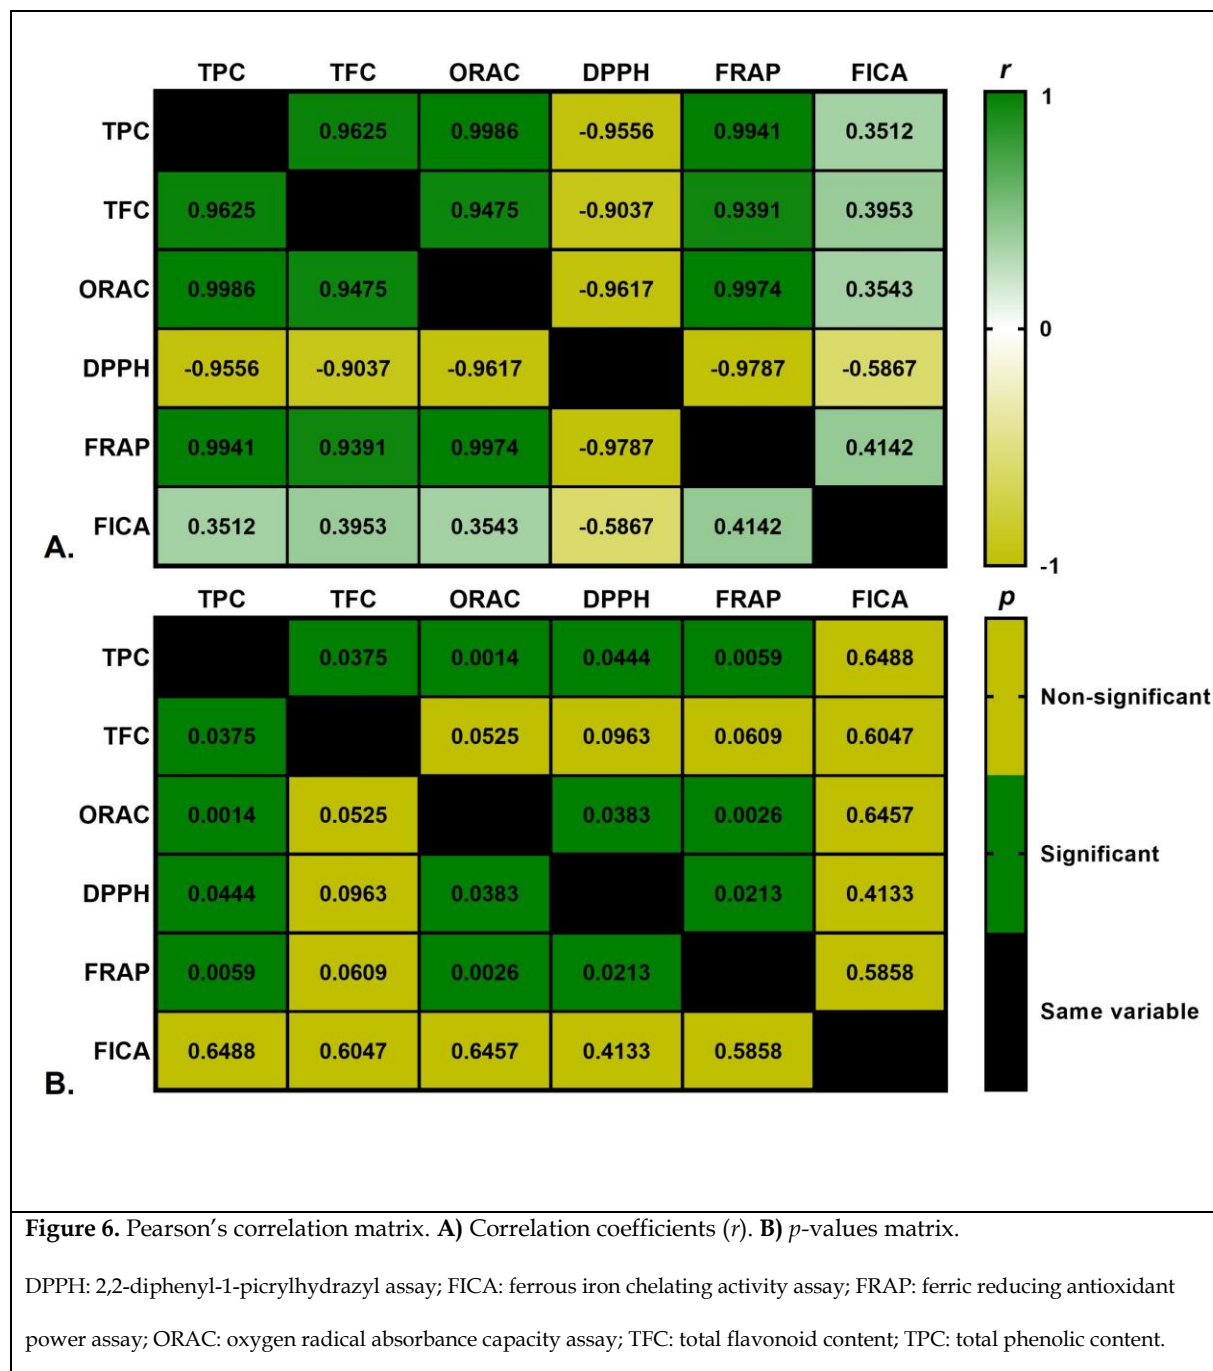 TPC TFC ORAC DPPH FRAP FICA r
TPC 0.9625 0.9986 -0.9556 0.9941 0.3512 1
TFC 0.9625 0.9475 -0.9037 0.9391 0.3953
ORAC 0.9986 0.9475 -0.9617 0.9974 0.3543 0
DPPH -0.9556 -0.9037 -0.9617 -0.9787 -0.5867
FRAP 0.9941 0.9391 0.9974 -0.9787 0.4142
FICA 0.3512 0.3953 0.3543 -0.5867 0.4142
A. -1
TPC TFC ORAC DPPH FRAP FICA p
TPC 0.0375 0.0014 0.0444 0.0059 0.6488
Non-significant
TFC 0.0375 0.0525 0.0963 0.0609 0.6047
ORAC 0.0014 0.0525 0.0383 0.0026 0.6457
Significant
DPPH 0.0444 0.0963 0.0383 0.0213 0.4133
FRAP 0.0059 0.0609 0.0026 0.0213 0.5858
Same variable
FICA 0.6488 0.6047 0.6457 0.4133 0.5858
B.
Figure 6. Pearson’s correlation matrix. A) Correlation coefficients (r). B) p-values matrix.
DPPH: 2,2-diphenyl-1-picrylhydrazyl assay; FICA: ferrous iron chelating activity assay; FRAP: ferric reducing antioxidant
power assay; ORAC: oxygen radical absorbance capacity assay; TFC: total flavonoid content; TPC: total phenolic content.